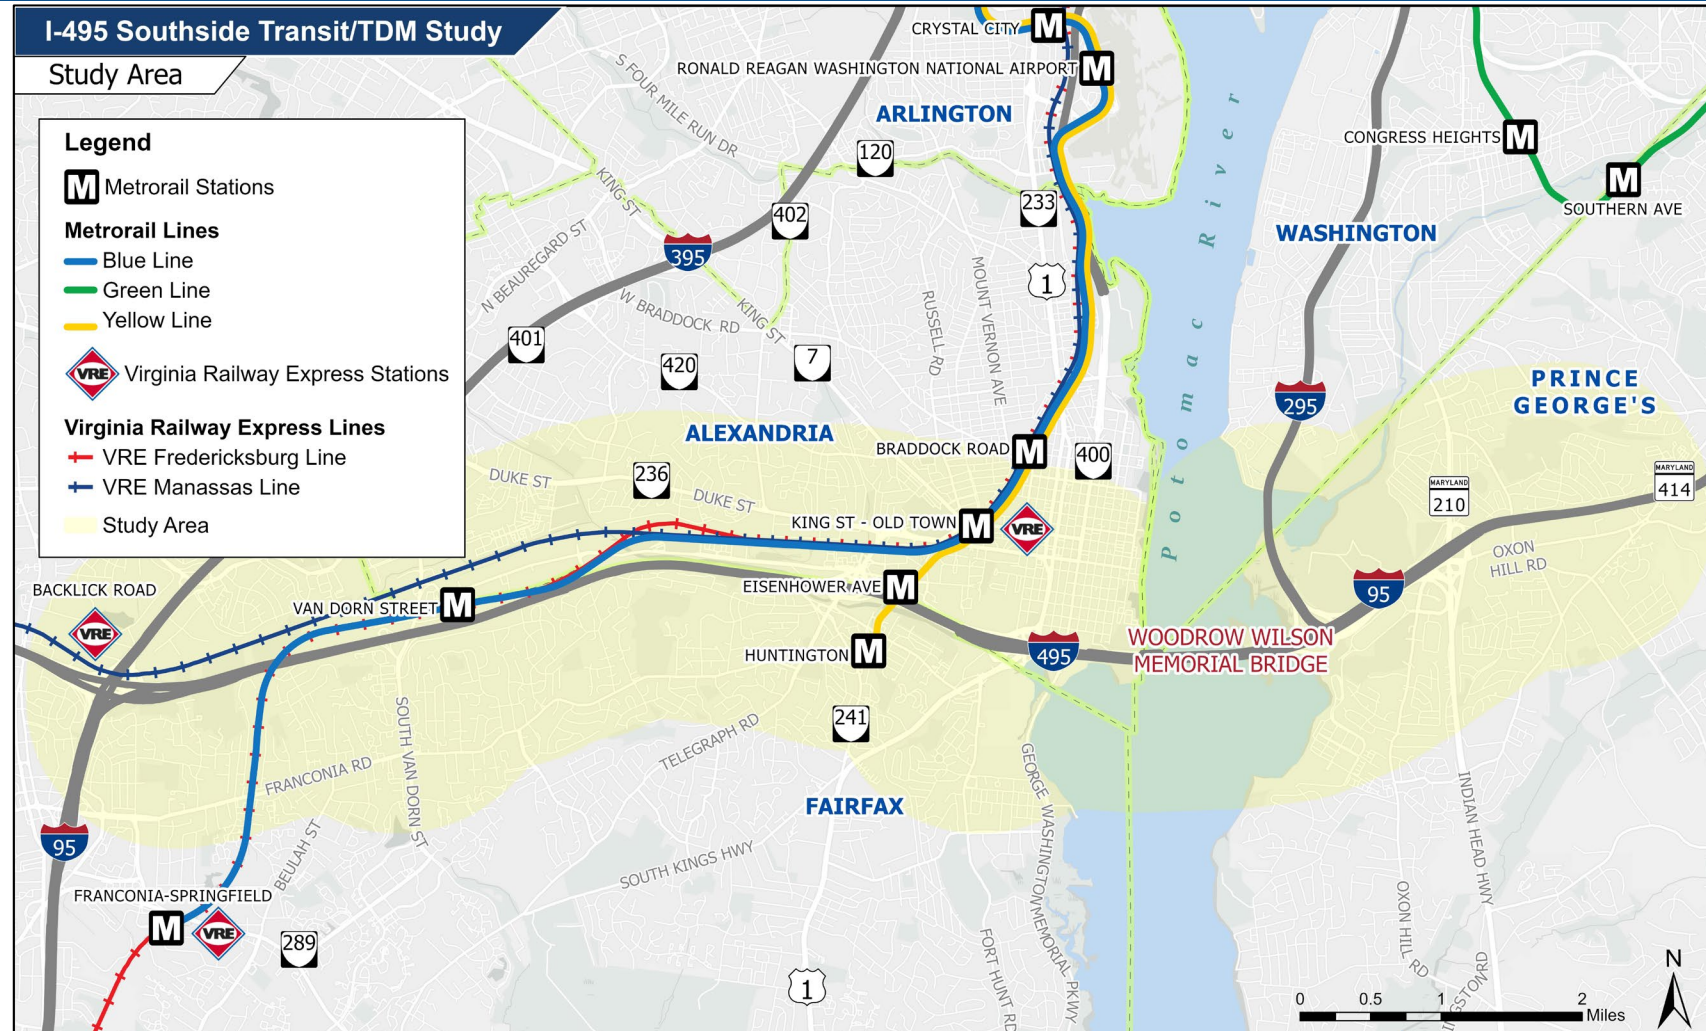 I-495 Southside Transit/TDM Study
Study Area
Legend
M Metrorail Stations
Metrorail Lines
Blue Line
Green Line
Yellow Line
VRE Virginia Railway Express Stations
Virginia Railway Express Lines
VRE Fredericksburg Line
VRE Manassas Line
Study Area
CRYSTAL CITY M
RONALD REAGAN WASHINGTON NATIONAL AIRPORT M
ARLINGTON
S FOUR MILE RUN DR
120
CONGRESS HEIGHTS M
M
SOUTHERN AVE
KING ST
402
233
WASHINGTON
395
N BEAUREGARD ST
W BRADDOCK RD
KING ST
MOUNT VERNON AVE
RUSSELL RD
1
Potomac River
401
420
7
295
PRINCE
GEORGE'S
ALEXANDRIA
BRADDOCK ROAD M
400
DUKE ST
236
DUKE ST
MARYLAND
210
MARYLAND
414
KING ST - OLD TOWN M
VRE
OXON
HILL RD
BACKLICK ROAD
VRE
EISENHOWER AVE M
95
VAN DORN STREET M
HUNTINGTON M
495
WOODROW WILSON
MEMORIAL BRIDGE
241
TELEGRAPH RD
SOUTH VAN DORN ST
FRANCONIA RD
FAIRFAX
95
BEULAH ST
SOUTH KINGS HWY
GEORGE WASHINGTON MEMORIAL PKWY
INDIAN HEAD HWY
FRANCONIA-SPRINGFIELD
M
VRE
289
1
FORT HUNT RD
OXON HILL RD
RD
N
0 0.5 1 2
Miles